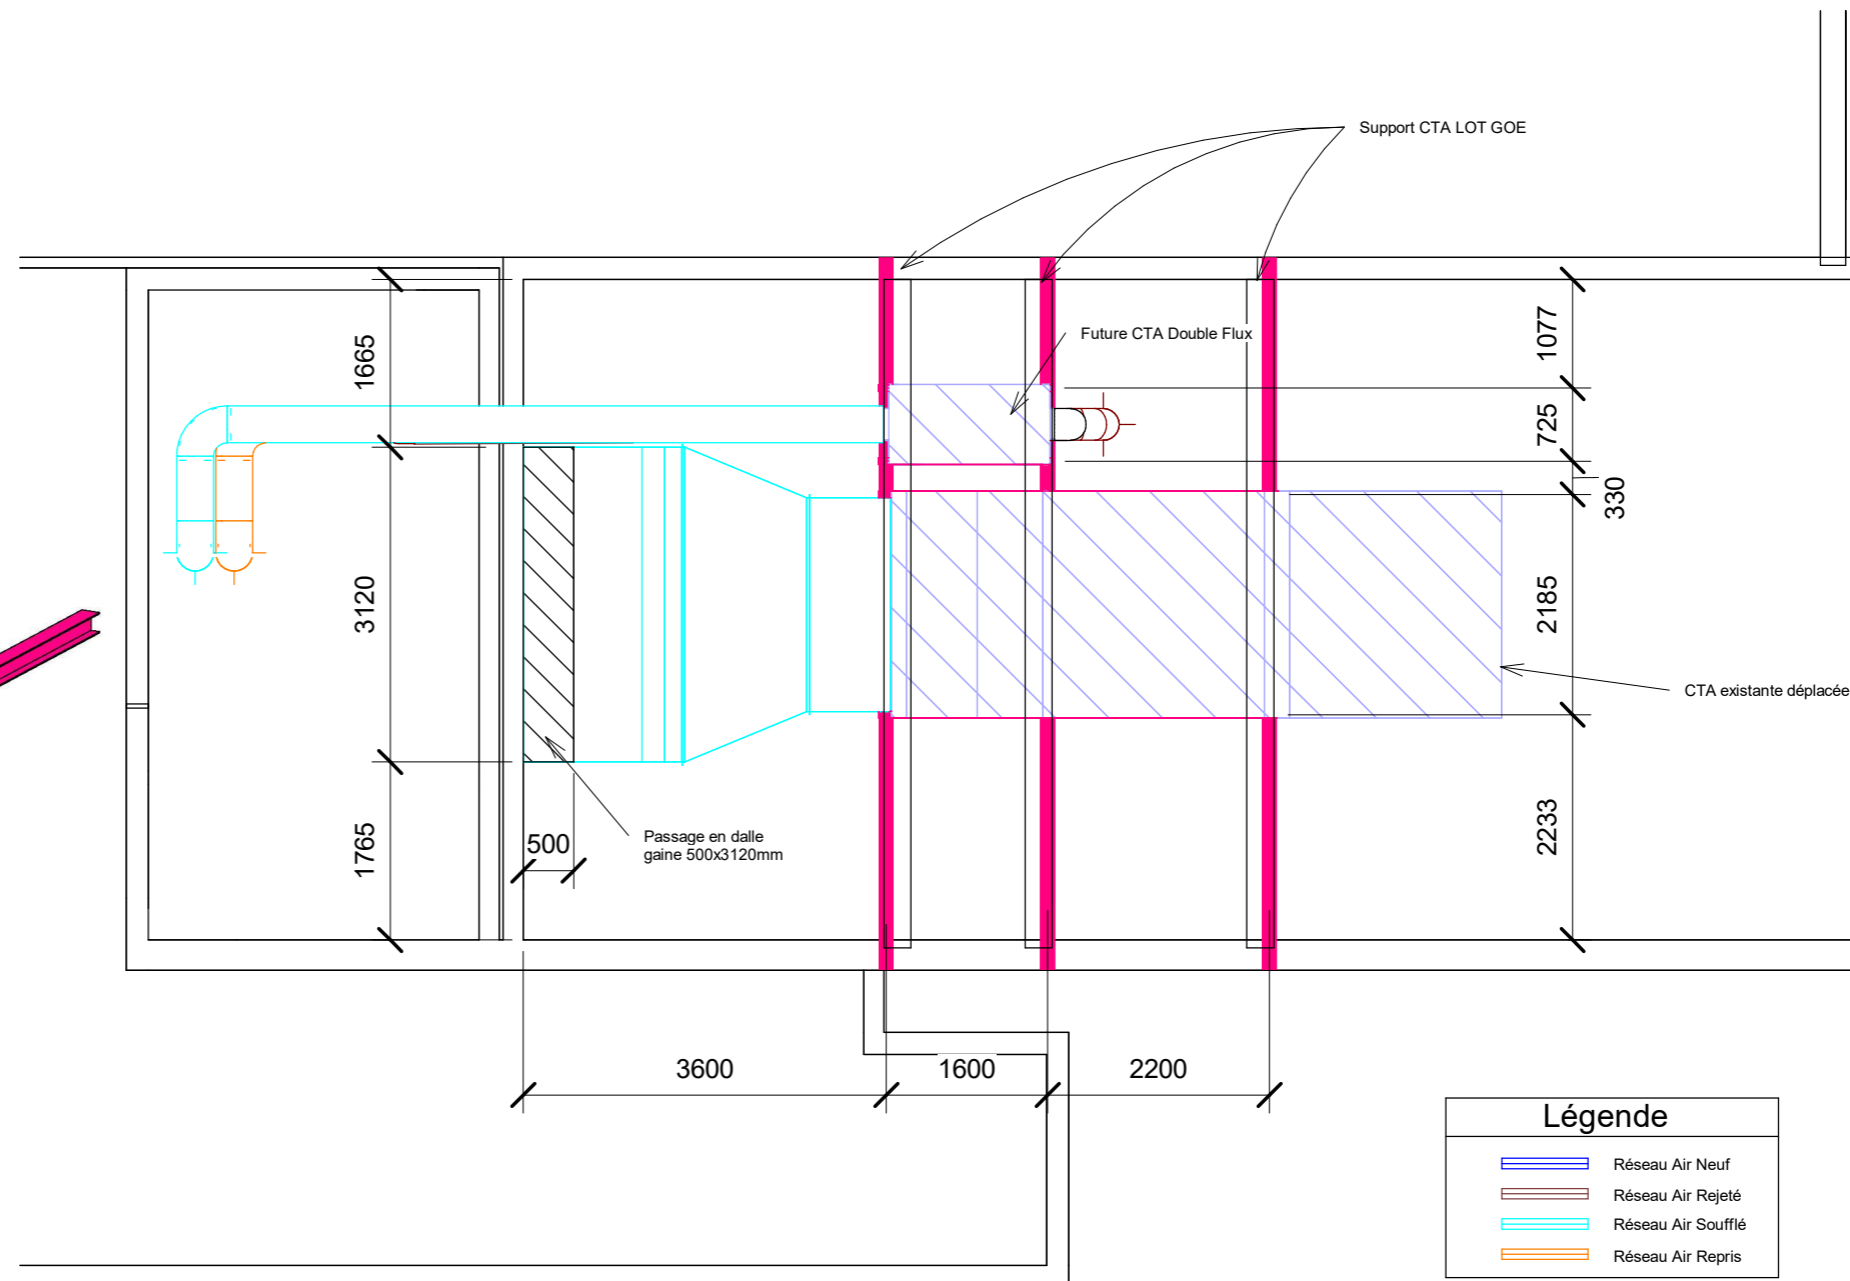 Support CTA LOT GOE
Future CTA Double Flux
1665
3120
1765
500
Passage en dalle
gaine 500x3120mm
1077
725
330
2185
2233
CTA existante déplacée
3600
1600
2200
Légende
Réseau Air Neuf
Réseau Air Rejeté
Réseau Air Soufflé
Réseau Air Repris